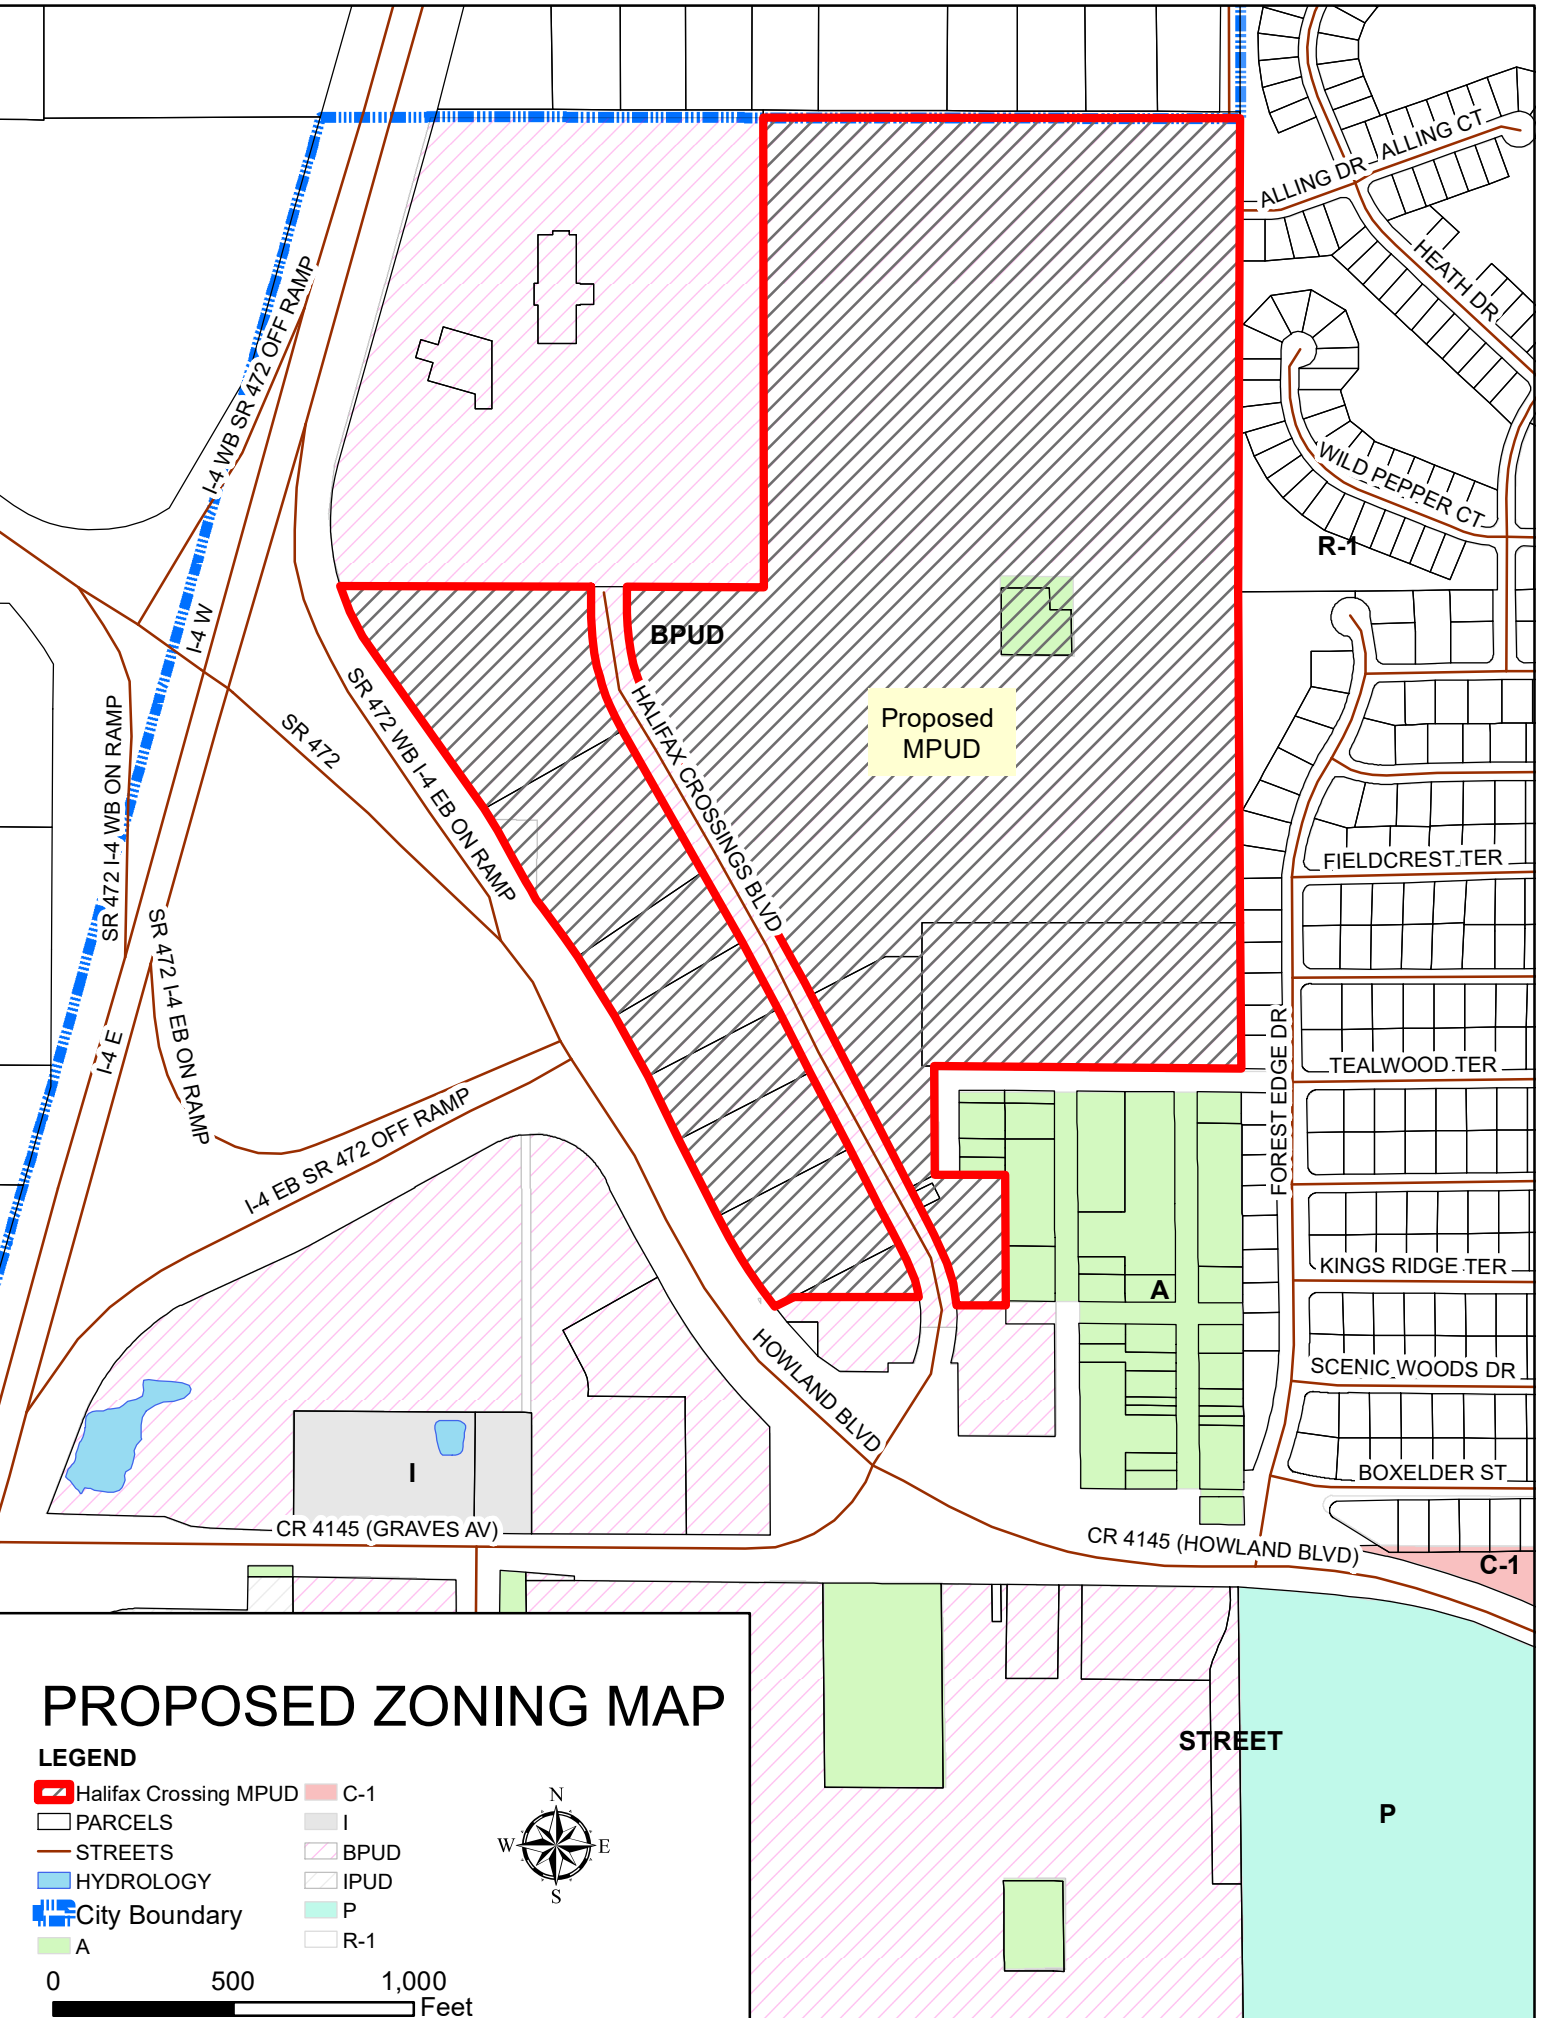 ALLING CT
ALLING DR
HEATH DR
I-4 WB SR 472 OFF RAMP
WILD PEPPER CT
R-1
I-4 W
BPUD
SR 472
SR 472 WB I-4 EB ON RAMP
HALIFAX CROSSINGS BLVD
Proposed
MPUD
SR 472 I-4 WB ON RAMP
FIELDCREST TER
SR 472 I-4 EB ON RAMP
I-4 E
TEALWOOD TER
FOREST EDGE DR
I-4 EB SR 472 OFF RAMP
KINGS RIDGE TER
A
SCENIC WOODS DR
HOWLAND BLVD
I
BOXELDER ST
CR 4145 (GRAVES AV)
CR 4145 (HOWLAND BLVD)
C-1
STREET
P
PROPOSED ZONING MAP
LEGEND
Halifax Crossing MPUD
PARCELS
STREETS
HYDROLOGY
City Boundary
A
C-1
I
BPUD
IPUD
P
R-1
N
W E
S
0 500 1,000
Feet